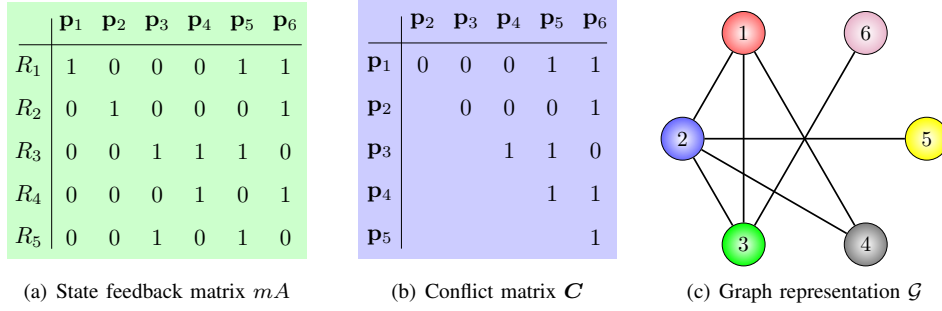 p1 p2 p3 p4 p5 p6
R1 1 0 0 0 1 1
R2 0 1 0 0 0 1
R3 0 0 1 1 1 0
R4 0 0 0 1 0 1
R5 0 0 1 0 1 0
(a) State feedback matrix mA
p2 p3 p4 p5 p6
p1 0 0 0 1 1
p2 0 0 0 1
p3 1 1 0
p4 1 1
p5 1
(b) Conflict matrix C
1 6
2 5
3 4
(c) Graph representation G